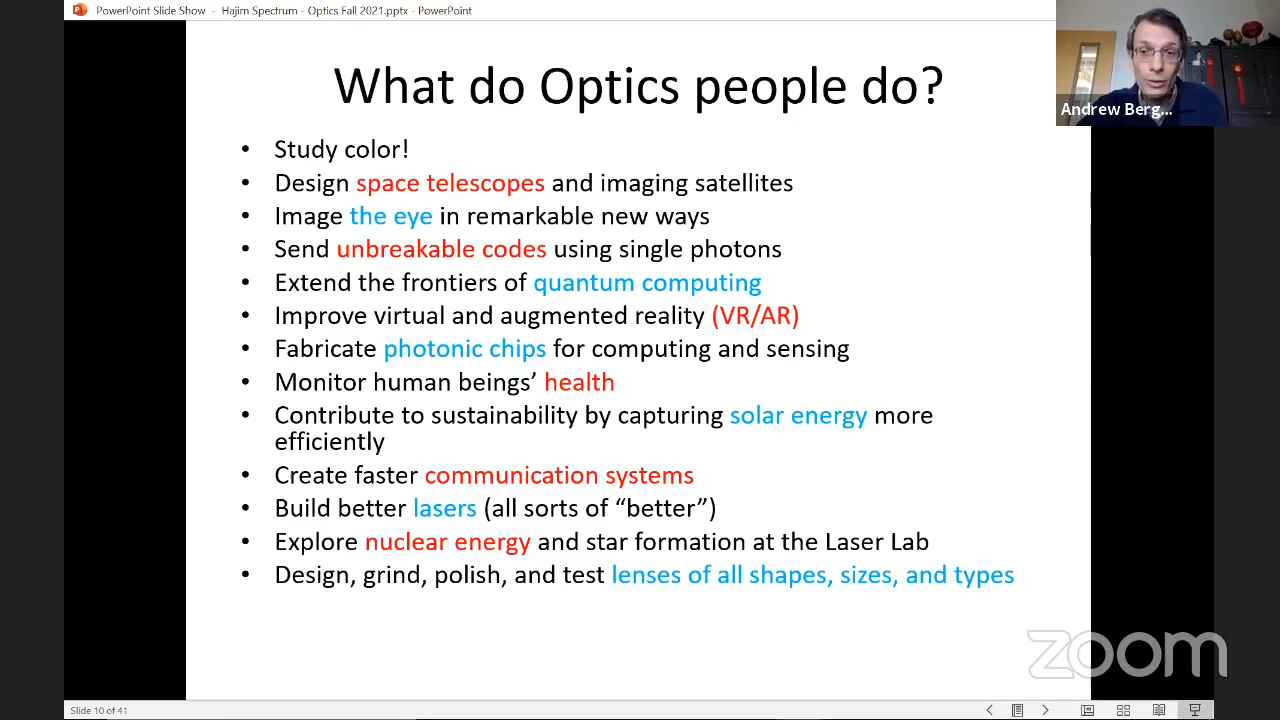 PowerPoint Slide Show - Hajim Spectrum - Optics Fall 2021.pptx - PowerPoint
What do Optics people do?
Andrew Berg...
• Study color!
• Design space telescopes and imaging satellites
• Image the eye in remarkable new ways
• Send unbreakable codes using single photons
• Extend the frontiers of quantum computing
• Improve virtual and augmented reality (VR/AR)
• Fabricate photonic chips for computing and sensing
• Monitor human beings’ health
• Contribute to sustainability by capturing solar energy more
efficiently
• Create faster communication systems
• Build better lasers (all sorts of “better”)
• Explore nuclear energy and star formation at the Laser Lab
• Design, grind, polish, and test lenses of all shapes, sizes, and types
zoom
Slide 10 of 41